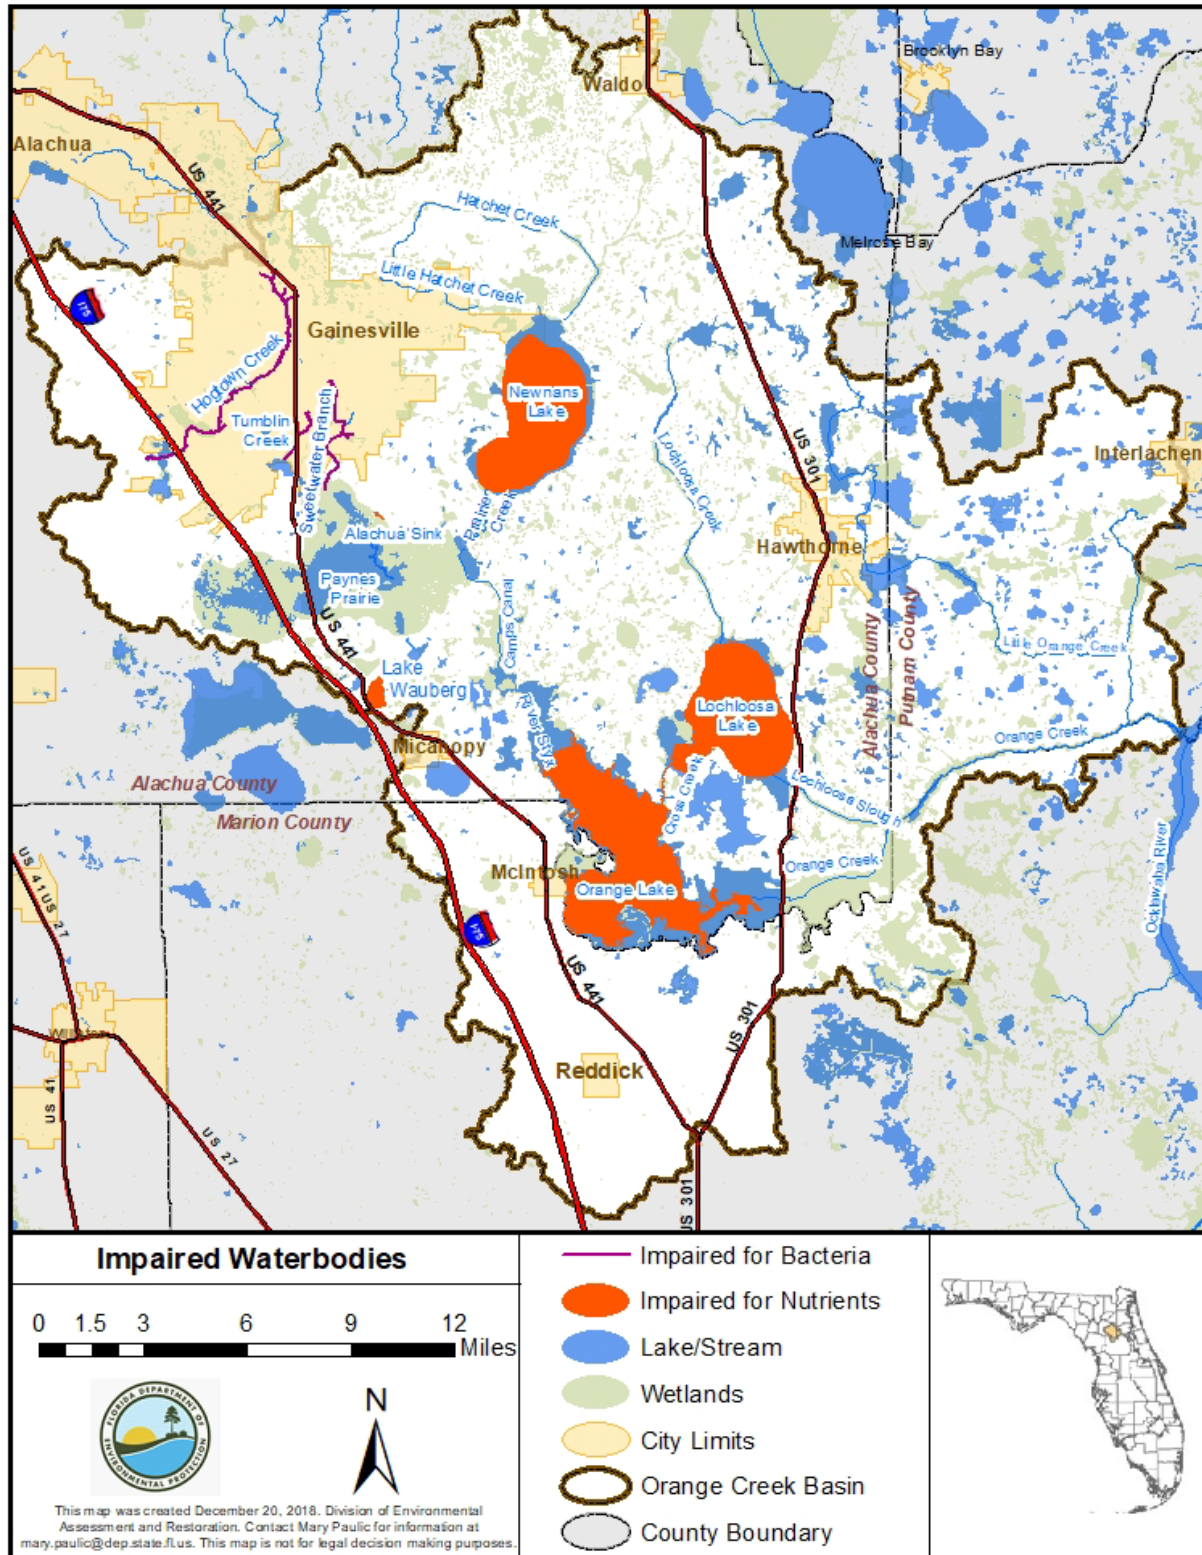 Brooklyn Bay
Waldo
Alachua
US 441
Hatchet Creek
Melrose Bay
Little Hatchet Creek
I-75
Gainesville
Hogtown Creek
Newnans
Lake
Tumblin
Creek
Sweetwater Branch
Lochloosa Creek
US 301
Interlachen
Prairie
Creek
Alachua Sink
Hawthorne
Paynes
Prairie
Camps Canal
US 441
Alachua County
Putnam County
Little Orange Creek
Lake
Wauberg
River Styx
Lochloosa
Lake
Orange Creek
Micanopy
Cross Creek
Lochloosa Slough
Alachua County
Marion County
Orange Creek
McIntosh
Orange Lake
Ocklawaha River
US 41/US 27
I-75
US 441
US 301
Reddick
US 41
US 27
US 301
Impaired Waterbodies
0 1.5 3 6 9 12
Miles
FLORIDA DEPARTMENT OF
ENVIRONMENTAL PROTECTION
N
This map was created December 20, 2018. Division of Environmental
Assessment and Restoration. Contact Mary Paulic for information at
mary.paulic@dep.state.fl.us. This map is not for legal decision making purposes.
Impaired for Bacteria
Impaired for Nutrients
Lake/Stream
Wetlands
City Limits
Orange Creek Basin
County Boundary